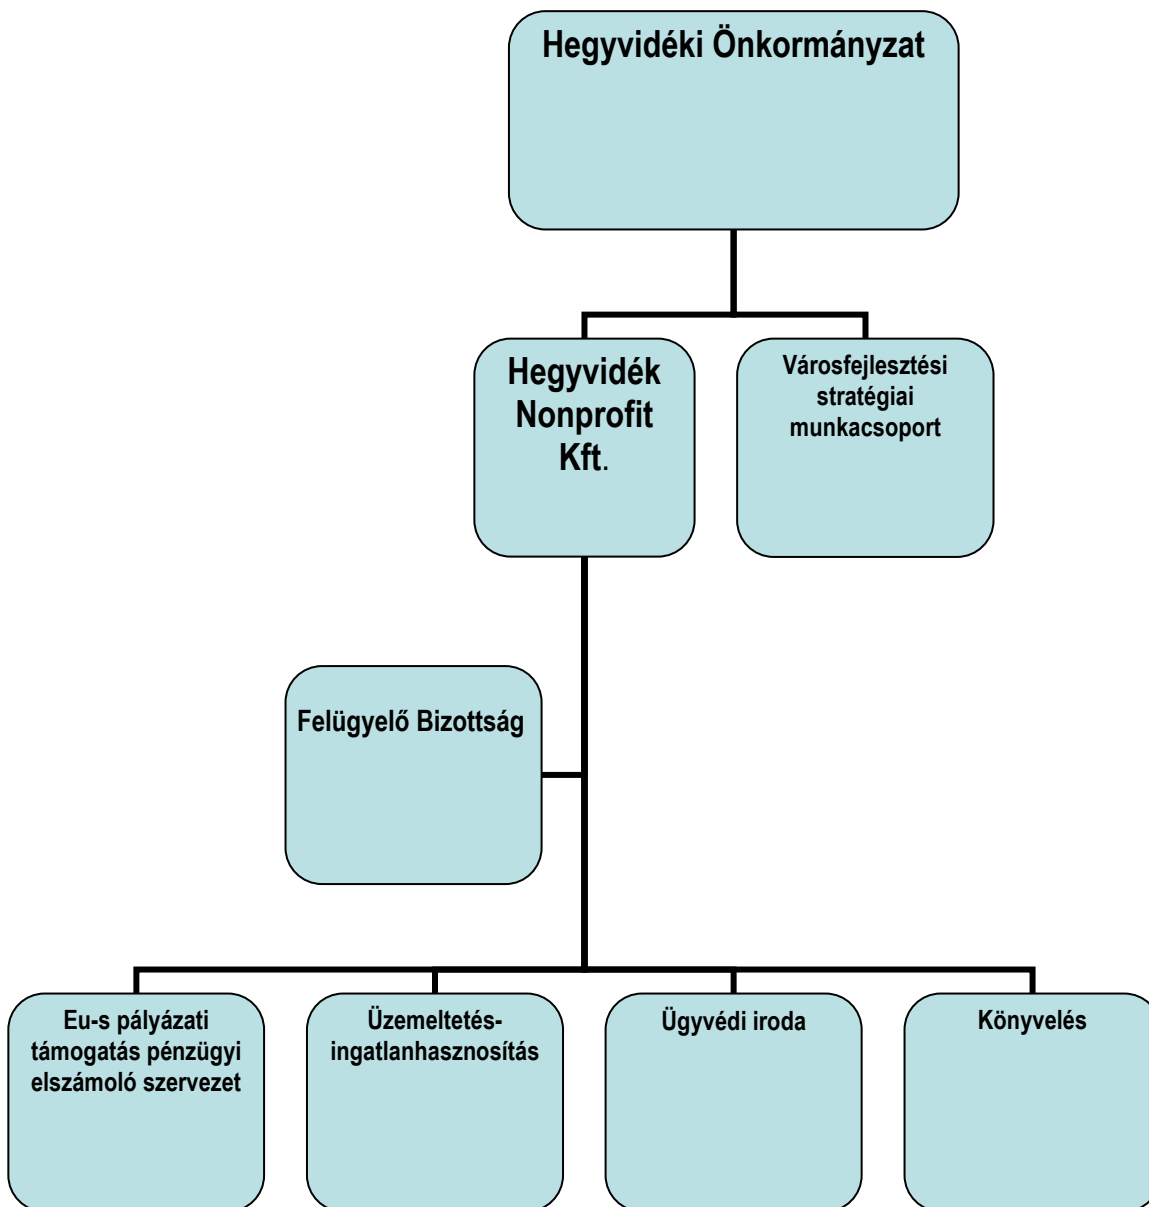 Hegyvidéki Önkormányzat
Hegyvidék
Nonprofit
Kft.
Városfejlesztési
stratégiai
munkacsoport
Felügyelő Bizottság
Eu-s pályázati
támogatás pénzügyi
elszámoló szervezet
Üzemeltetés-
ingatlanhasznosítás
Ügyvédi iroda
Könyvelés